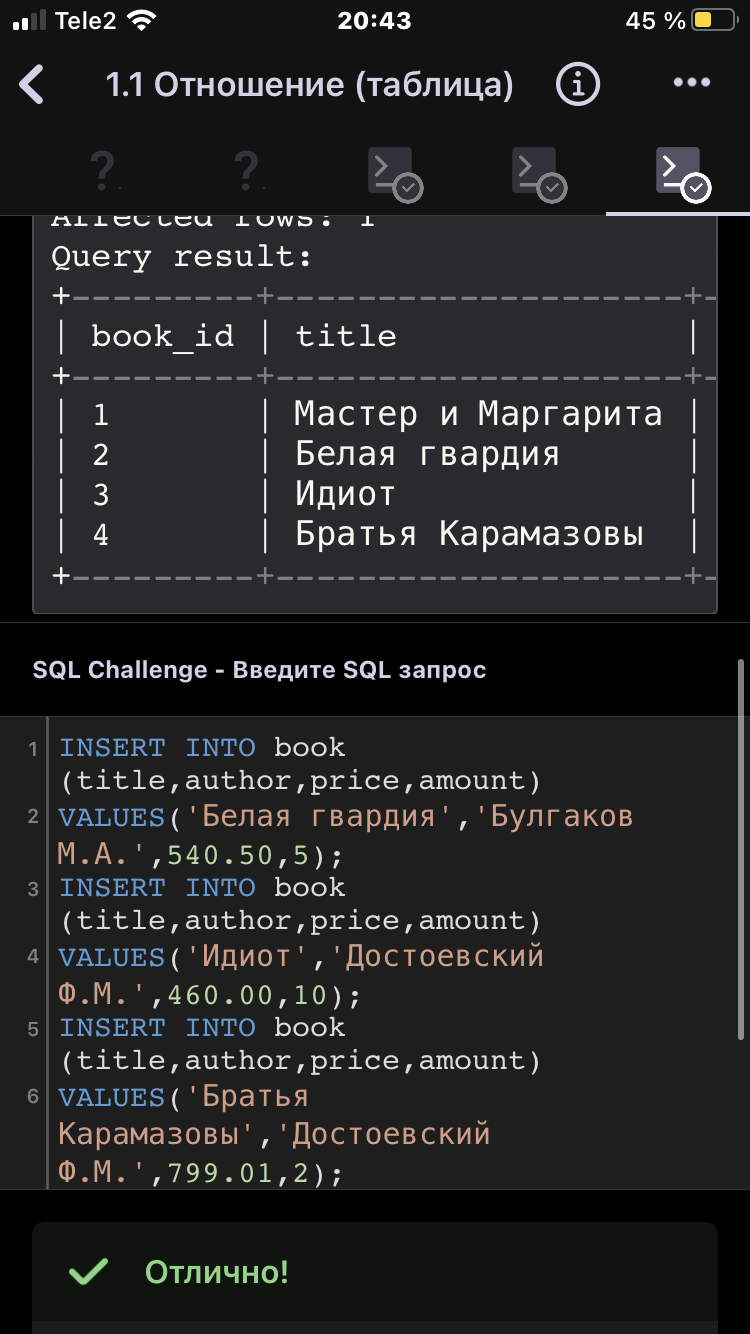 Tele2 20:43 45 %
1.1 Отношение (таблица)
Affected rows: 1
Query result:
+----------+----------------------+-
| book_id | title |
+----------+----------------------+-
| 1 | Мастер и Маргарита |
| 2 | Белая гвардия |
| 3 | Идиот |
| 4 | Братья Карамазовы |
+----------+----------------------+-
SQL Challenge - Введите SQL запрос
1 INSERT INTO book
(title,author,price,amount)
2 VALUES('Белая гвардия','Булгаков
М.А.',540.50,5);
3 INSERT INTO book
(title,author,price,amount)
4 VALUES('Идиот','Достоевский
Ф.М.',460.00,10);
5 INSERT INTO book
(title,author,price,amount)
6 VALUES('Братья
Карамазовы','Достоевский
Ф.М.',799.01,2);
Отлично!